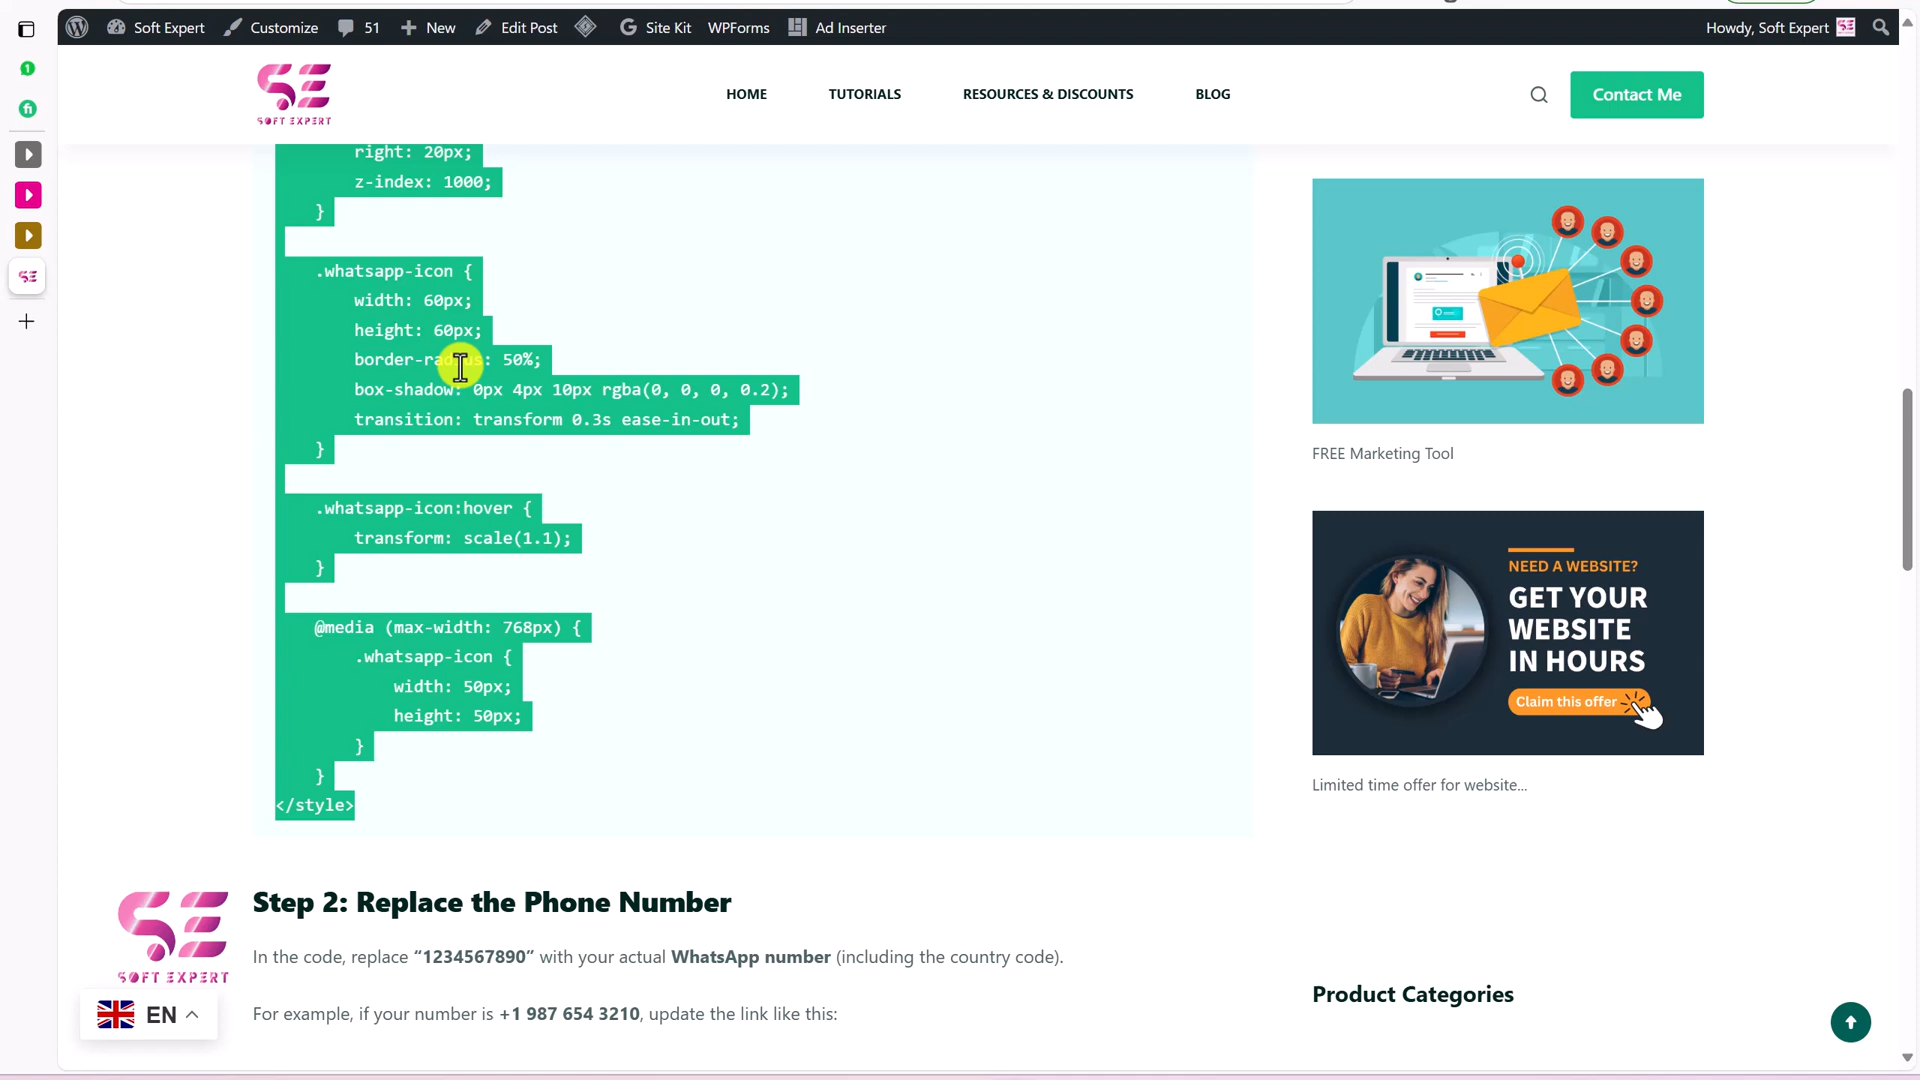 Soft Expert
Customize
51
New
Edit Post
Site Kit
WPForms
Ad Inserter
Howdy, Soft Expert
SOFT EXPERT
HOME
TUTORIALS
RESOURCES & DISCOUNTS
BLOG
Contact Me
right: 20px;
z-index: 1000;
}
.whatsapp-icon {
width: 60px;
height: 60px;
border-radius: 50%;
box-shadow: 0px 4px 10px rgba(0, 0, 0, 0.2);
transition: transform 0.3s ease-in-out;
}
.whatsapp-icon:hover {
transform: scale(1.1);
}
@media (max-width: 768px) {
.whatsapp-icon {
width: 50px;
height: 50px;
}
}
</style>
Step 2: Replace the Phone Number
In the code, replace “1234567890” with your actual WhatsApp number (including the country code).
For example, if your number is +1 987 654 3210, update the link like this:
SOFT EXPERT
EN
FREE Marketing Tool
NEED A WEBSITE?
GET YOUR
WEBSITE
IN HOURS
Claim this offer
Limited time offer for website...
Product Categories